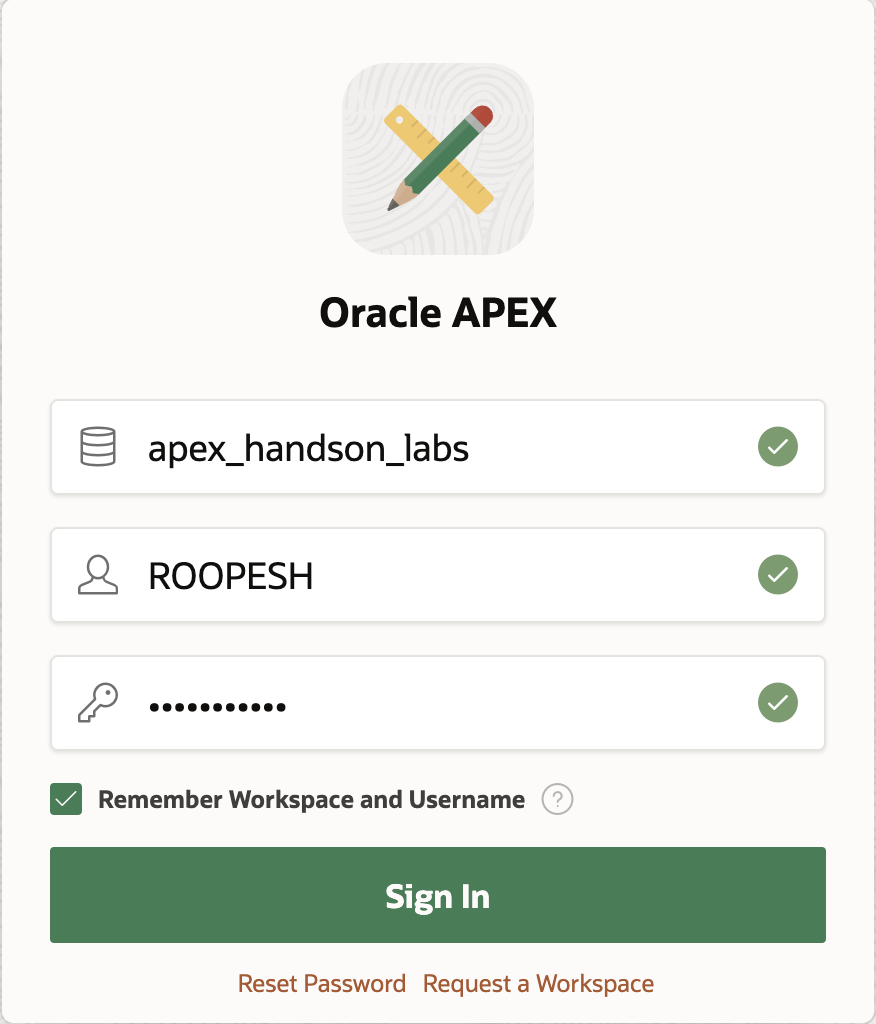 Oracle APEX
apex_handson_labs
ROOPESH
•••••••••••
Remember Workspace and Username ?
Sign In
Reset Password Request a Workspace